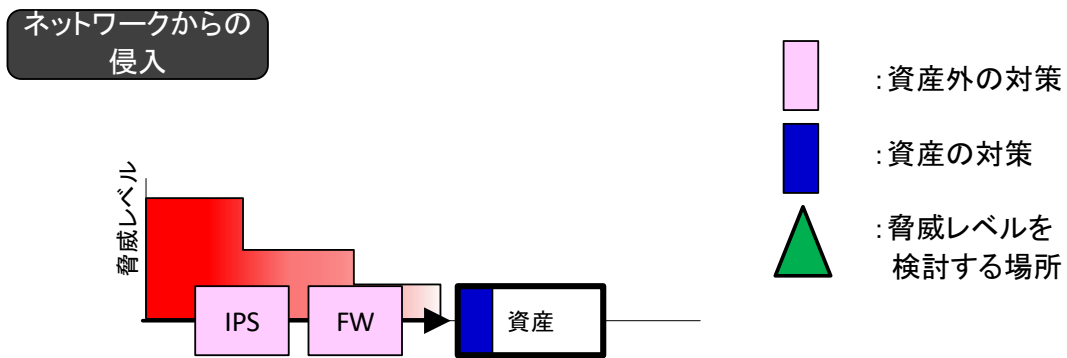 ネットワークからの
侵入
:資産外の対策
:資産の対策
:脅威レベルを
検討する場所
脅威レベル
IPS
FW
資産